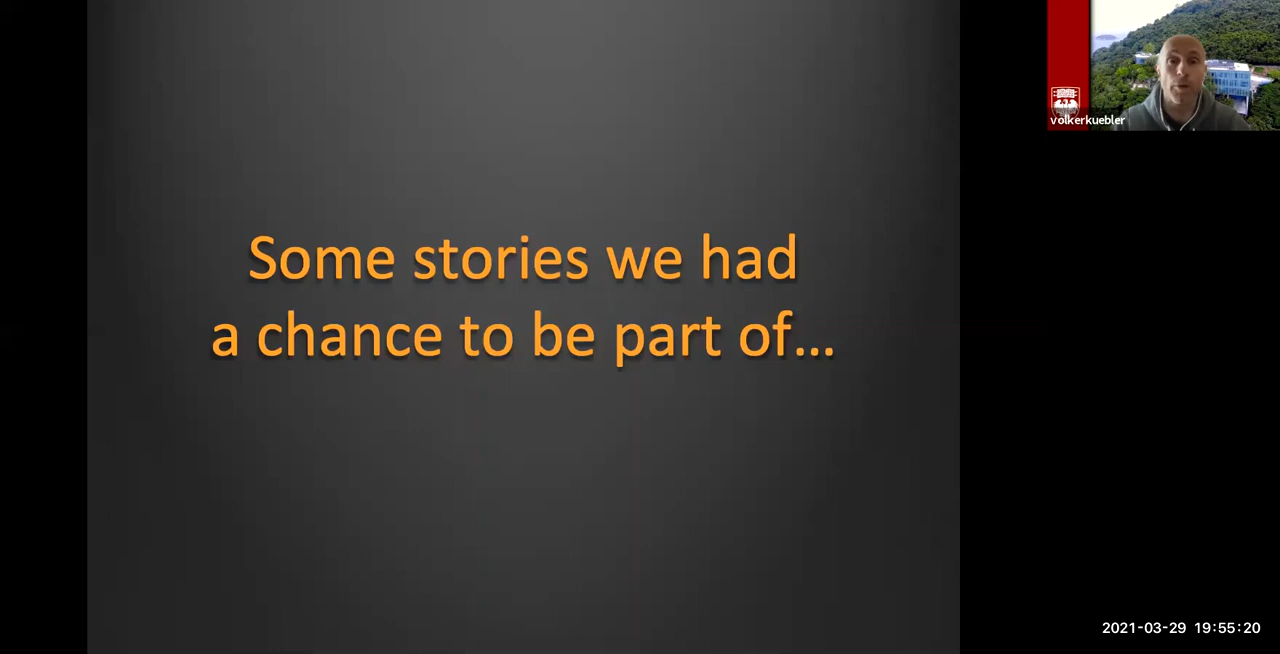 Some stories we had
a chance to be part of...
volkerkuebler
2021-03-29 19:55:20